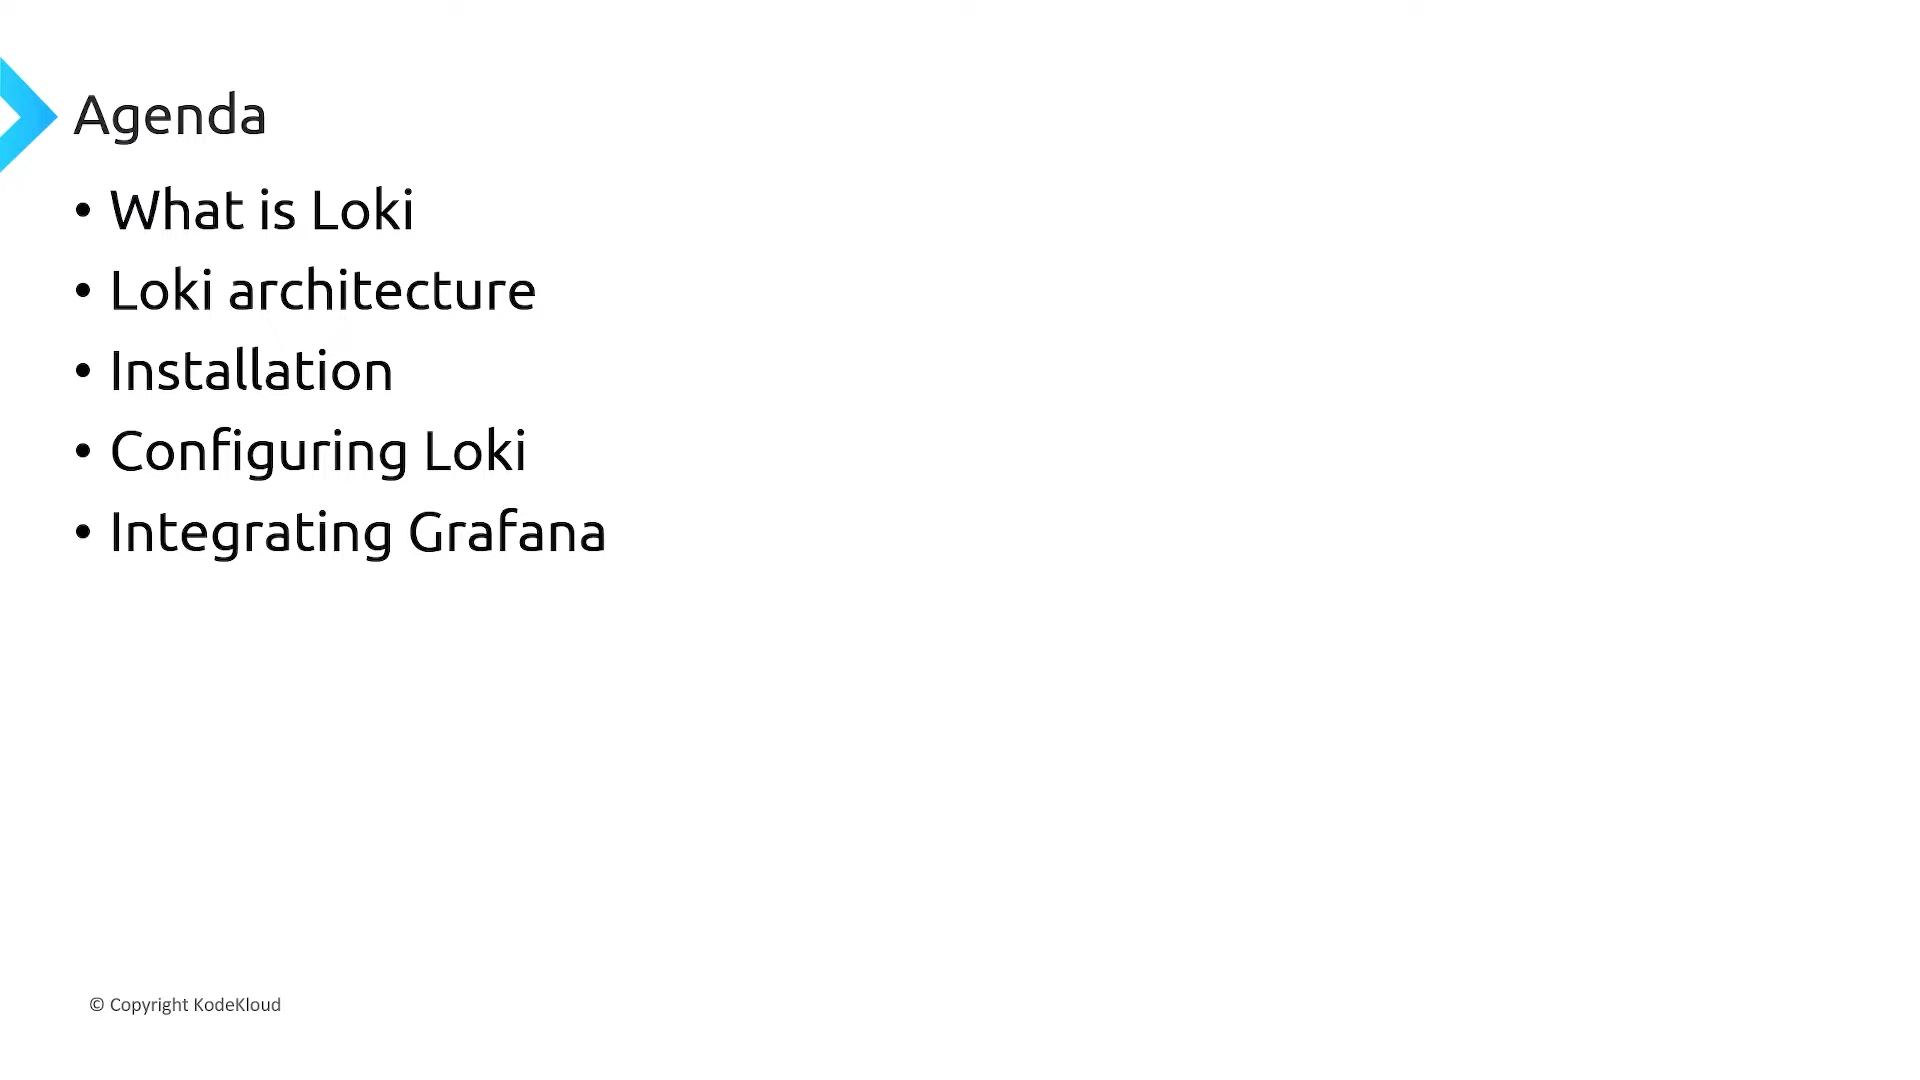 Agenda
• What is Loki
• Loki architecture
• Installation
• Configuring Loki
• Integrating Grafana
© Copyright KodeKloud